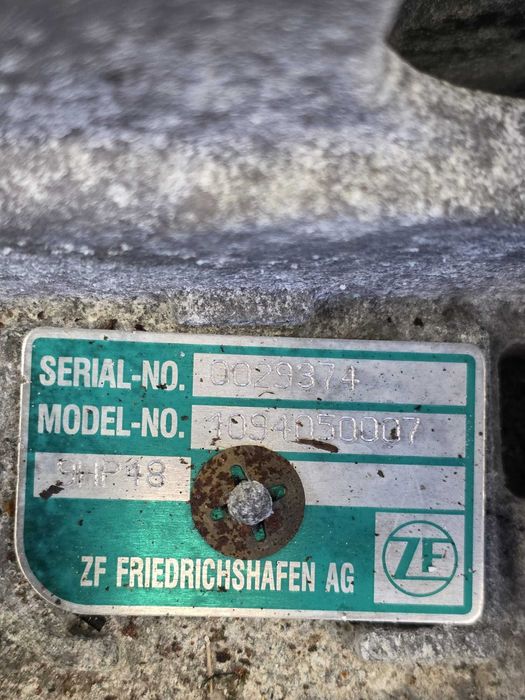 SERIAL-NO. 0029374
MODEL-NO. 1094050007
9HP48
ZF FRIEDRICHSHAFEN AG
ZF